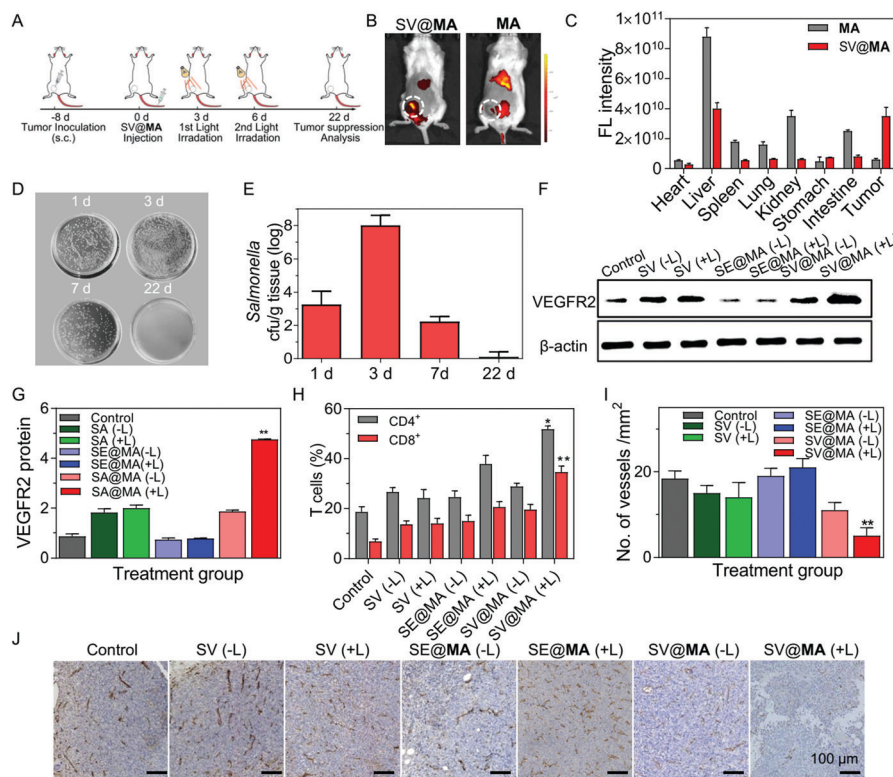 A
-8 d
Tumor Inoculation
(s.c.)
0 d
SV@MA
Injection
3 d
1st Light
Irradiation
6 d
2nd Light
Irradiation
22 d
Tumor suppression
Analysis
B
SV@MA
MA
C
FL intensity
1×10¹¹
8×10¹⁰
6×10¹⁰
4×10¹⁰
2×10¹⁰
0
MA
SV@MA
Heart
Liver
Spleen
Lung
Kidney
Stomach
Intestine
Tumor
D
1 d
3 d
7 d
22 d
E
Salmonella
cfu/g tissue (log)
8
6
4
2
0
1 d
3 d
7d
22 d
F
Control
SV (-L)
SV (+L)
SE@MA (-L)
SE@MA (+L)
SV@MA (-L)
SV@MA (+L)
VEGFR2
β-actin
G
VEGFR2 protein
6
4
2
0
Control
SA (-L)
SA (+L)
SE@MA(-L)
SE@MA(+L)
SA@MA (-L)
SA@MA (+L)
**
Treatment group
H
T cells (%)
60
40
20
0
CD4⁺
CD8⁺
*
**
Control
SV (-L)
SV (+L)
SE@MA (-L)
SE@MA (+L)
SV@MA (-L)
SV@MA (+L)
I
No. of vessels /mm²
20
0
Control
SV (-L)
SV (+L)
SE@MA (-L)
SE@MA (+L)
SV@MA (-L)
SV@MA (+L)
**
Treatment group
J
Control
SV (-L)
SV (+L)
SE@MA (-L)
SE@MA (+L)
SV@MA (-L)
SV@MA (+L)
100 µm